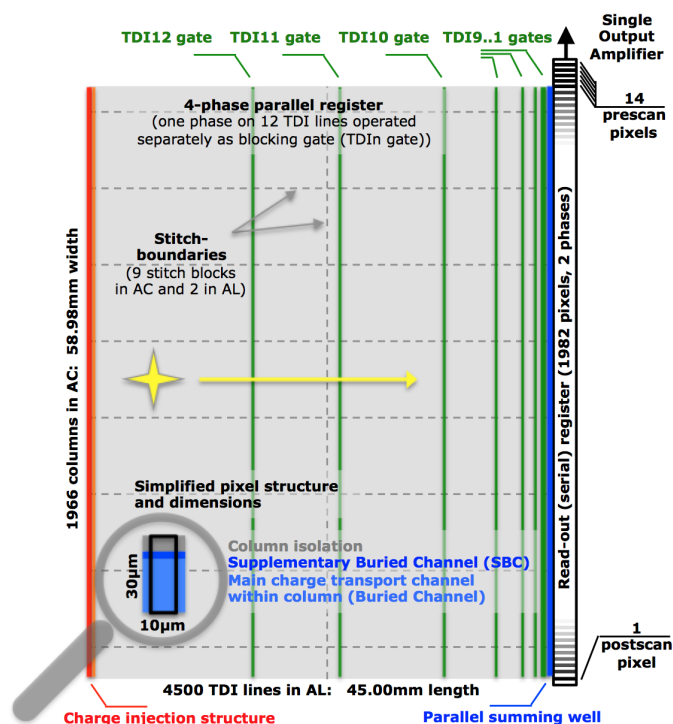 Single
Output
Amplifier
TDI12 gate
TDI11 gate
TDI10 gate
TDI9..1 gates
4-phase parallel register
(one phase on 12 TDI lines operated
separately as blocking gate (TDIn gate))
14
prescan
pixels
Stitch-
boundaries
(9 stitch blocks
in AC and 2 in AL)
1966 columns in AC: 58.98mm width
Read-out (serial) register (1982 pixels, 2 phases)
Simplified pixel structure
and dimensions
Column isolation
Supplementary Buried Channel (SBC)
Main charge transport channel
within column (Buried Channel)
30µm
10µm
1
postscan
pixel
4500 TDI lines in AL: 45.00mm length
Charge injection structure
Parallel summing well